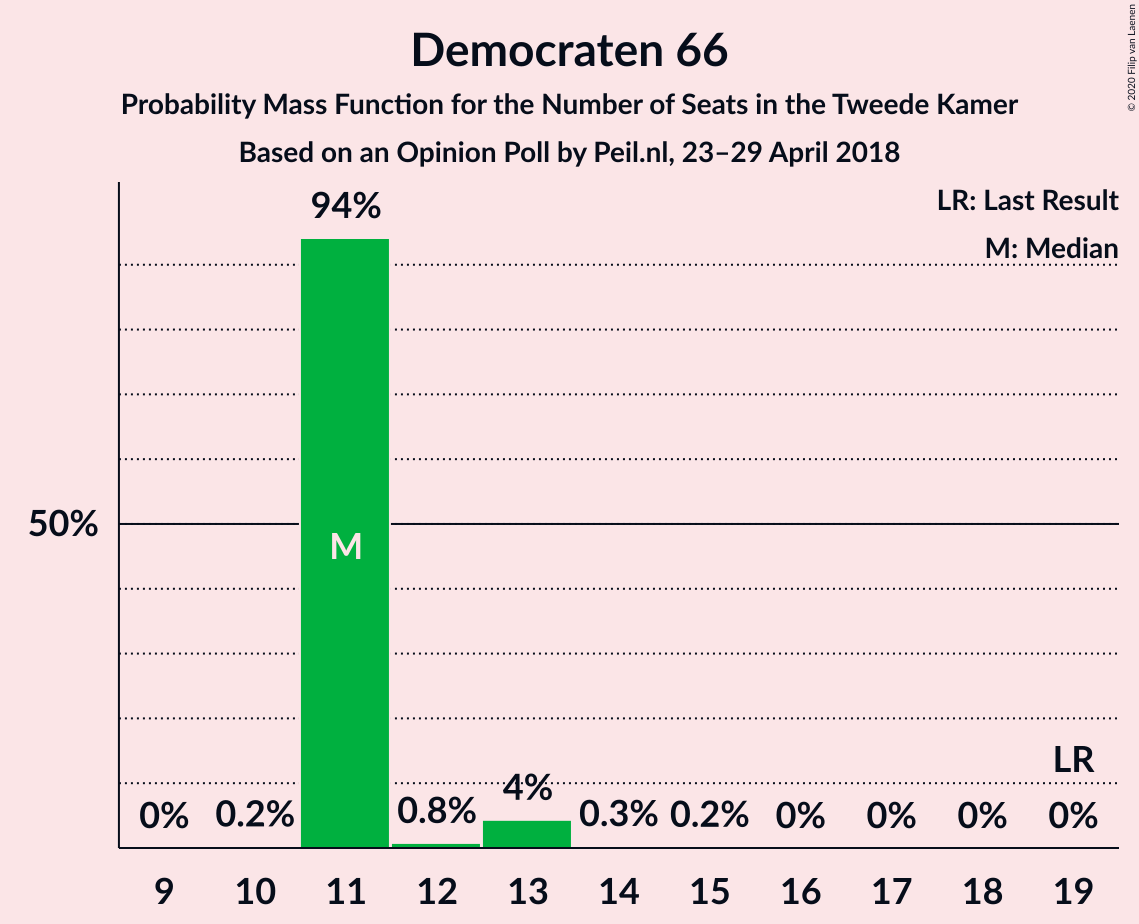 Democraten 66
Probability Mass Function for the Number of Seats in the Tweede Kamer
Based on an Opinion Poll by Peil.nl, 23–29 April 2018
© 2020 Filip van Laenen
LR: Last Result
M: Median
94%
50%
M
LR
0% 0.2% 0.8% 4% 0.3% 0.2% 0% 0% 0% 0%
9 10 11 12 13 14 15 16 17 18 19